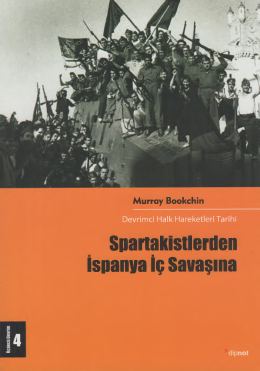 Murray Bookchin
Devrimci Halk Hareketleri Tarihi
Spartakistlerden
İspanya İç Savaşına
4
dipnot